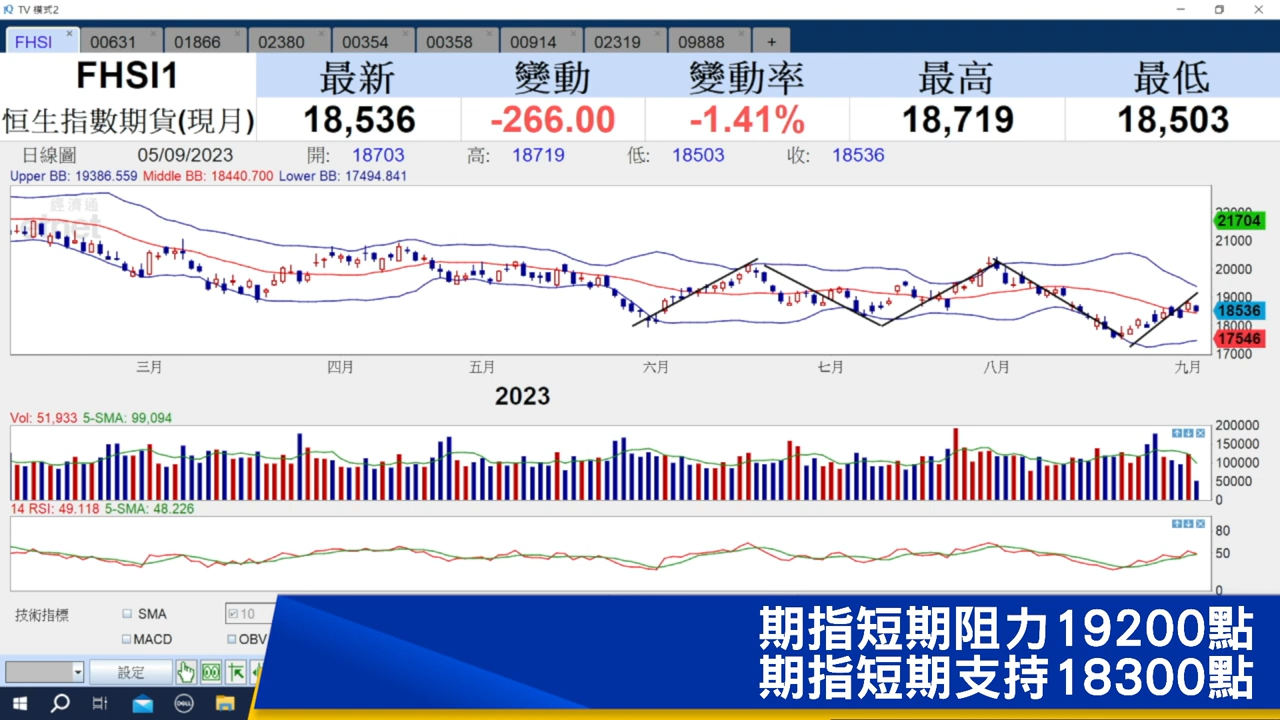 TV 模式2
FHSI 00631 01866 02380 00354 00358 00914 02319 09888 +
FHSI1 最新 變動 變動率 最高 最低
恒生指數期貨(現月) 18,536 -266.00 -1.41% 18,719 18,503
日線圖 05/09/2023 開: 18703 高: 18719 低: 18503 收: 18536
Upper BB: 19386.559 Middle BB: 18440.700 Lower BB: 17494.841
經濟通
etnet
22000
21704
21000
20000
19000
18536
18000
17546
17000
三月 四月 五月 六月 七月 八月 九月
2023
Vol: 51,933 5-SMA: 99,094
200000
150000
100000
50000
0
14 RSI: 49.118 5-SMA: 48.226
80
50
0
技術指標 SMA 10
MACD OBV
設定
期指短期阻力19200點
期指短期支持18300點
DELL